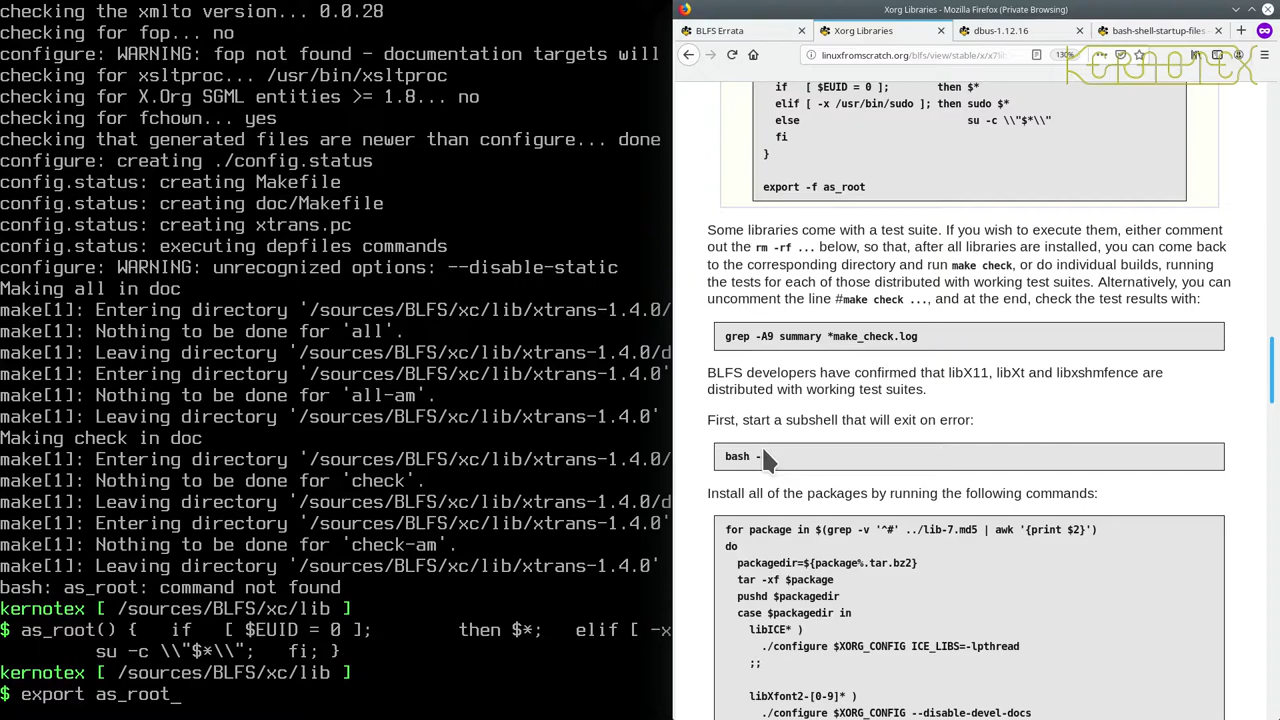 checking the xmlto version... 0.0.28
checking for fop... no
configure: WARNING: fop not found - documentation targets will
checking for xsltproc... /usr/bin/xsltproc
checking for X.Org SGML entities >= 1.8... no
checking for fchown... yes
checking that generated files are newer than configure... done
configure: creating ./config.status
config.status: creating Makefile
config.status: creating doc/Makefile
config.status: creating xtrans.pc
config.status: executing depfiles commands
configure: WARNING: unrecognized options: --disable-static
Making all in doc
make[1]: Entering directory '/sources/BLFS/xc/lib/xtrans-1.4.0/
make[1]: Nothing to be done for 'all'.
make[1]: Leaving directory '/sources/BLFS/xc/lib/xtrans-1.4.0/d
make[1]: Entering directory '/sources/BLFS/xc/lib/xtrans-1.4.0'
make[1]: Nothing to be done for 'all-am'.
make[1]: Leaving directory '/sources/BLFS/xc/lib/xtrans-1.4.0'
Making check in doc
make[1]: Entering directory '/sources/BLFS/xc/lib/xtrans-1.4.0/
make[1]: Nothing to be done for 'check'.
make[1]: Leaving directory '/sources/BLFS/xc/lib/xtrans-1.4.0/d
make[1]: Entering directory '/sources/BLFS/xc/lib/xtrans-1.4.0'
make[1]: Nothing to be done for 'check-am'.
make[1]: Leaving directory '/sources/BLFS/xc/lib/xtrans-1.4.0'
bash: as_root: command not found
kernotex [ /sources/BLFS/xc/lib ]
$ as_root() {   if   [ $EUID = 0 ];        then $*;   elif [ -x
        su -c \\"$*\\";   fi; }
kernotex [ /sources/BLFS/xc/lib ]
$ export as_root_
Xorg Libraries - Mozilla Firefox (Private Browsing)
BLFS Errata
Xorg Libraries
dbus-1.12.16
bash-shell-startup-files
linuxfromscratch.org/blfs/view/stable/x/x7lib
130%
KERNOTEX
if   [ $EUID = 0 ];        then $*
elif [ -x /usr/bin/sudo ]; then sudo $*
else                       su -c \\"$*\\"
fi
}
export -f as_root
Some libraries come with a test suite. If you wish to execute them, either comment
out the rm -rf ... below, so that, after all libraries are installed, you can come back
to the corresponding directory and run make check, or do individual builds, running
the tests for each of those distributed with working test suites. Alternatively, you can
uncomment the line #make check ..., and at the end, check the test results with:
grep -A9 summary *make_check.log
BLFS developers have confirmed that libX11, libXt and libxshmfence are
distributed with working test suites.
First, start a subshell that will exit on error:
bash -
Install all of the packages by running the following commands:
for package in $(grep -v '^#' ../lib-7.md5 | awk '{print $2}')
do
packagedir=${package%.tar.bz2}
tar -xf $package
pushd $packagedir
case $packagedir in
libICE* )
./configure $XORG_CONFIG ICE_LIBS=-lpthread
;;
libXfont2-[0-9]* )
./configure $XORG_CONFIG --disable-devel-docs